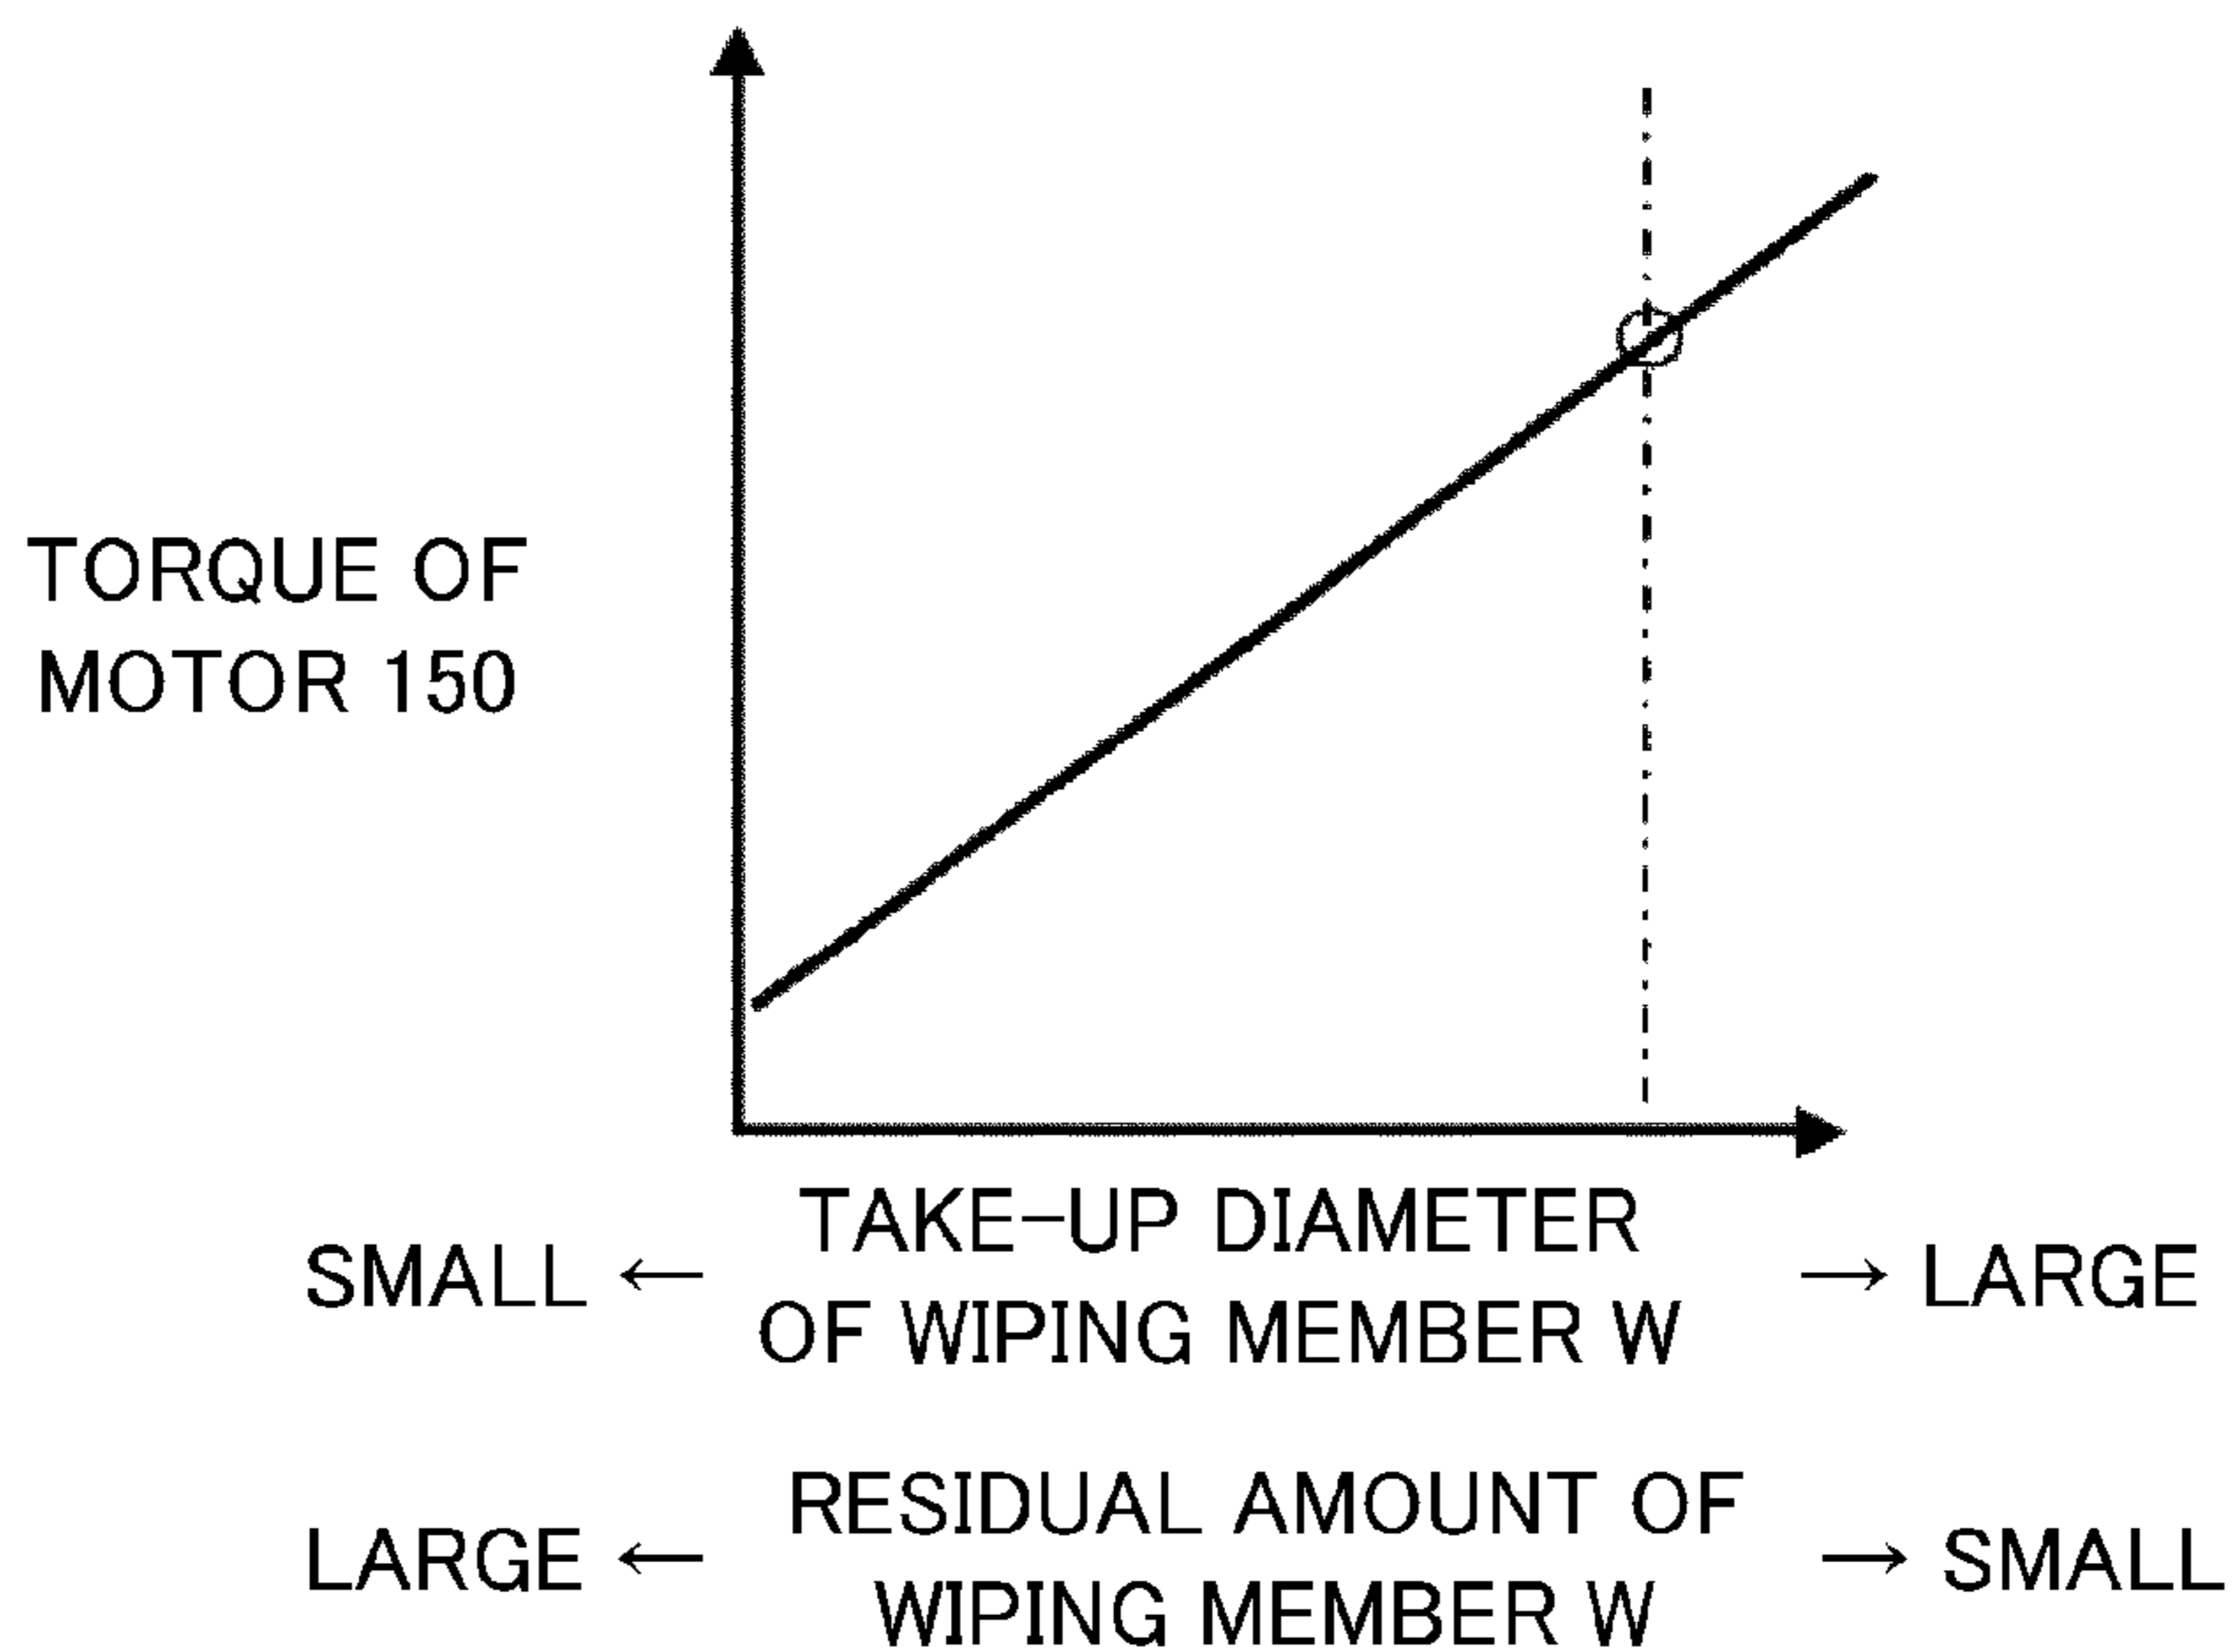 TORQUE OF
MOTOR 150
TAKE-UP DIAMETER
SMALL ← → LARGE
OF WIPING MEMBER W
RESIDUAL AMOUNT OF
LARGE ← → SMALL
WIPING MEMBER W